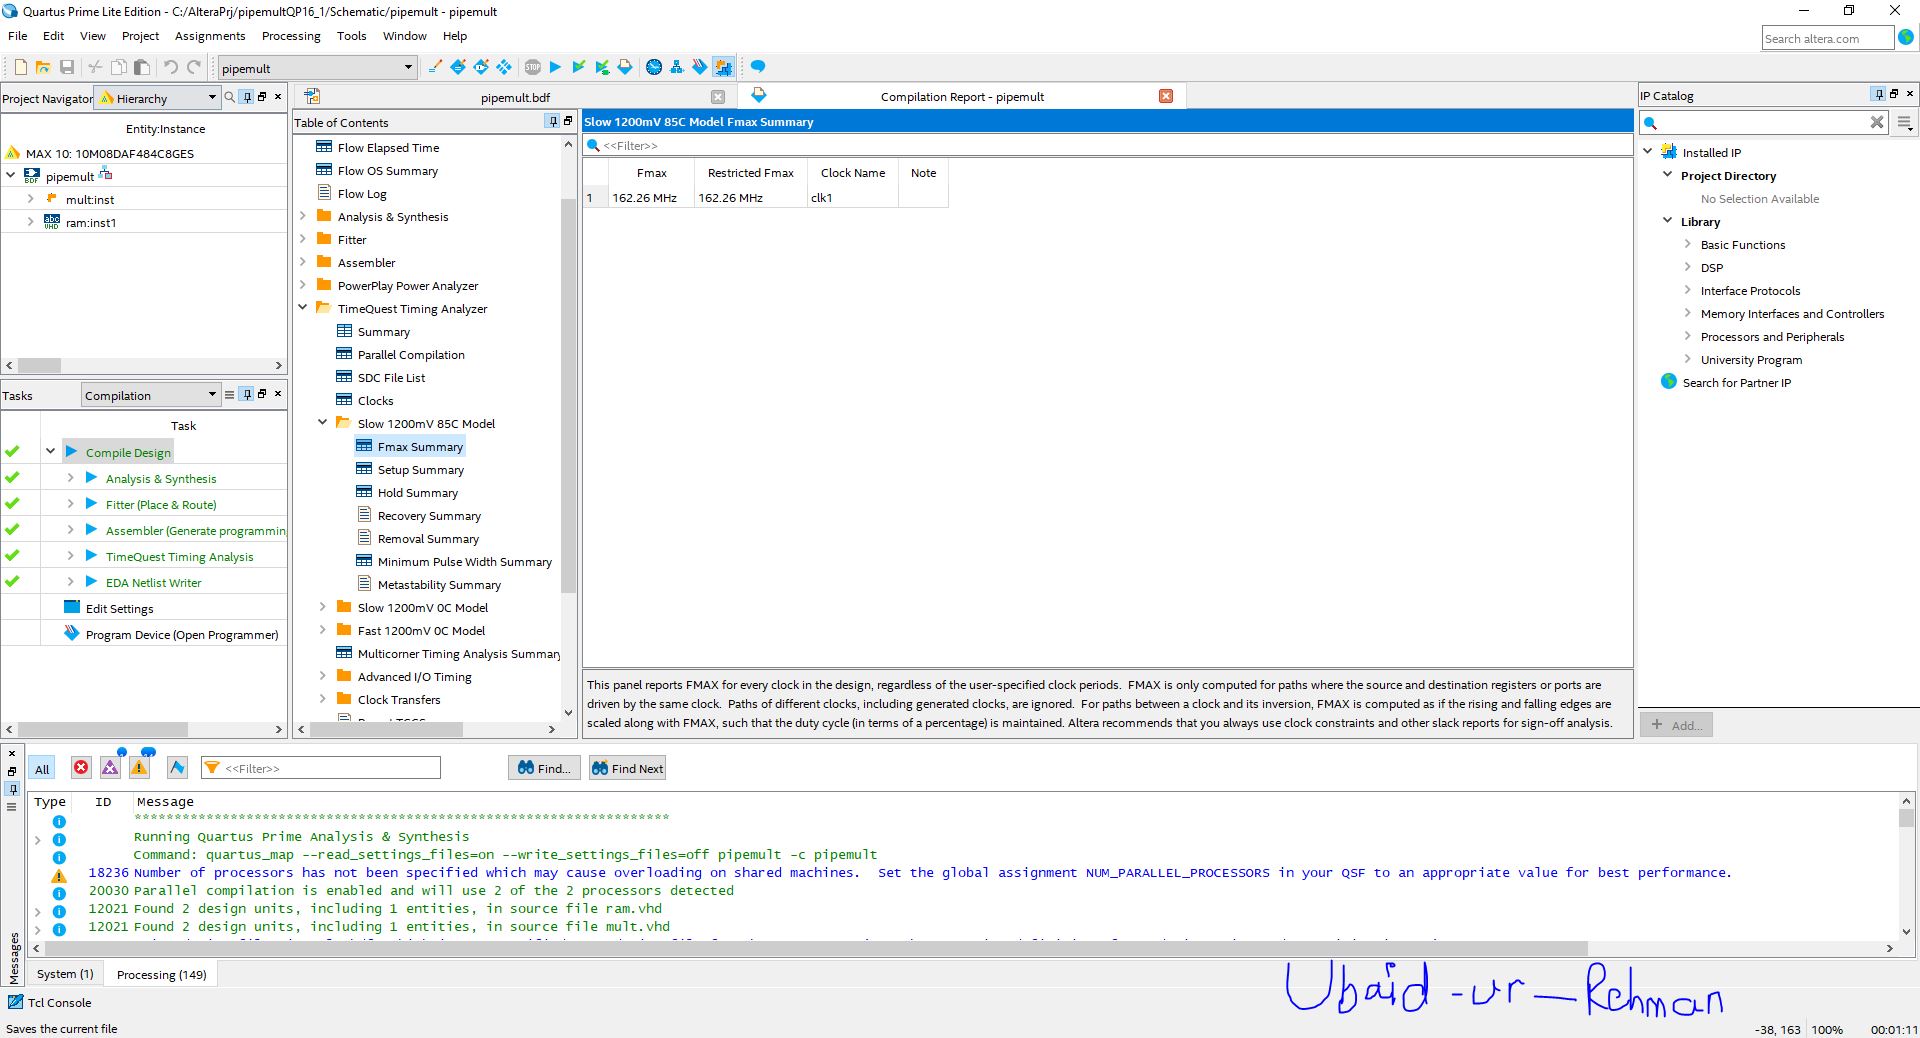 Quartus Prime Lite Edition - C:/AlteraPrj/pipemultQP16_1/Schematic/pipemult - pipemult
File Edit View Project Assignments Processing Tools Window Help
Search altera.com
pipemult
Project Navigator Hierarchy
Entity:Instance
MAX 10: 10M08DAF484C8GES
pipemult
mult:inst
ram:inst1
Tasks Compilation
Task
Compile Design
Analysis & Synthesis
Fitter (Place & Route)
Assembler (Generate programmin
TimeQuest Timing Analysis
EDA Netlist Writer
Edit Settings
Program Device (Open Programmer)
pipemult.bdf
Compilation Report - pipemult
Table of Contents
Flow Elapsed Time
Flow OS Summary
Flow Log
Analysis & Synthesis
Fitter
Assembler
PowerPlay Power Analyzer
TimeQuest Timing Analyzer
Summary
Parallel Compilation
SDC File List
Clocks
Slow 1200mV 85C Model
Fmax Summary
Setup Summary
Hold Summary
Recovery Summary
Removal Summary
Minimum Pulse Width Summary
Metastability Summary
Slow 1200mV 0C Model
Fast 1200mV 0C Model
Multicorner Timing Analysis Summary
Advanced I/O Timing
Clock Transfers
Slow 1200mV 85C Model Fmax Summary
<<Filter>>
Fmax Restricted Fmax Clock Name Note
1 162.26 MHz 162.26 MHz clk1
This panel reports FMAX for every clock in the design, regardless of the user-specified clock periods. FMAX is only computed for paths where the source and destination registers or ports are
driven by the same clock. Paths of different clocks, including generated clocks, are ignored. For paths between a clock and its inversion, FMAX is computed as if the rising and falling edges are
scaled along with FMAX, such that the duty cycle (in terms of a percentage) is maintained. Altera recommends that you always use clock constraints and other slack reports for sign-off analysis.
IP Catalog
Installed IP
Project Directory
No Selection Available
Library
Basic Functions
DSP
Interface Protocols
Memory Interfaces and Controllers
Processors and Peripherals
University Program
Search for Partner IP
+ Add...
All <<Filter>> Find... Find Next
Type ID Message
*******************************************************************
Running Quartus Prime Analysis & Synthesis
Command: quartus_map --read_settings_files=on --write_settings_files=off pipemult -c pipemult
18236 Number of processors has not been specified which may cause overloading on shared machines. Set the global assignment NUM_PARALLEL_PROCESSORS in your QSF to an appropriate value for best performance.
20030 Parallel compilation is enabled and will use 2 of the 2 processors detected
12021 Found 2 design units, including 1 entities, in source file ram.vhd
12021 Found 2 design units, including 1 entities, in source file mult.vhd
Messages
System (1) Processing (149)
Ubaid-ur-Rehman
Tcl Console
Saves the current file
-38, 163 100% 00:01:11